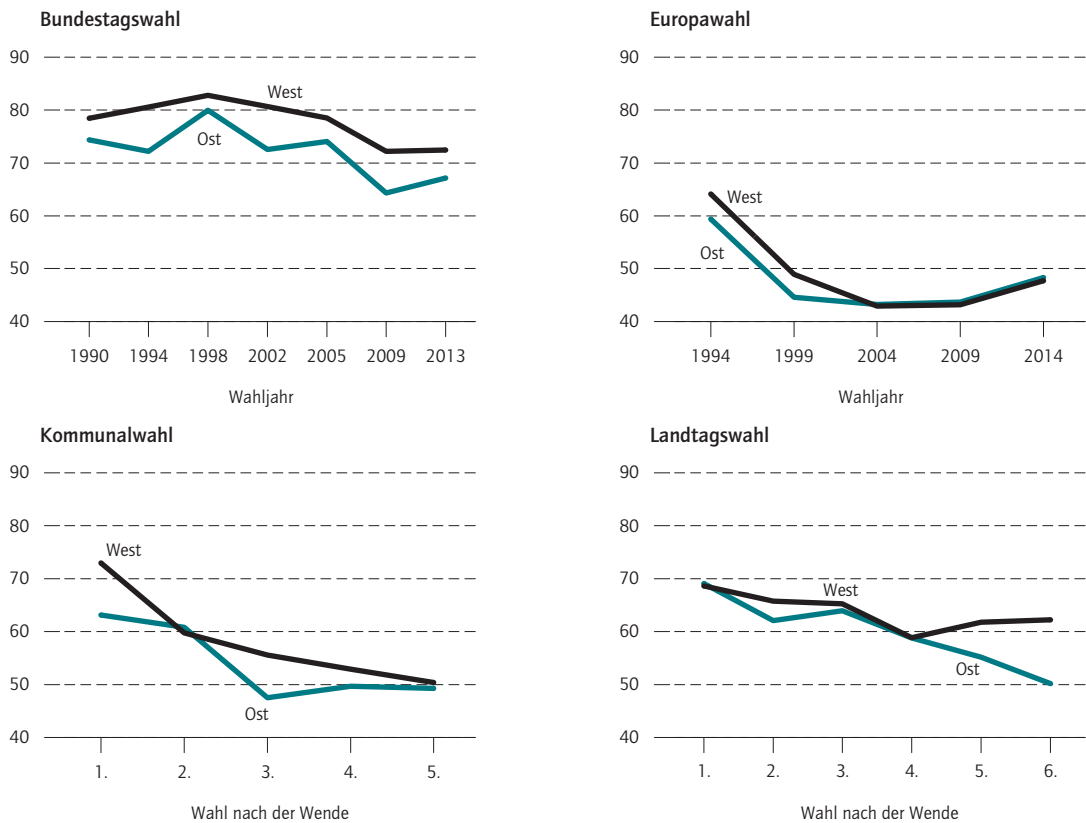 Bundestagswahl
90
80
70
60
50
40
West
Ost
1990 1994 1998 2002 2005 2009 2013
Wahljahr
Europawahl
90
80
70
60
50
40
West
Ost
1994 1999 2004 2009 2014
Wahljahr
Kommunalwahl
90
80
70
60
50
40
West
Ost
1. 2. 3. 4. 5.
Wahl nach der Wende
Landtagswahl
90
80
70
60
50
40
West
Ost
1. 2. 3. 4. 5. 6.
Wahl nach der Wende